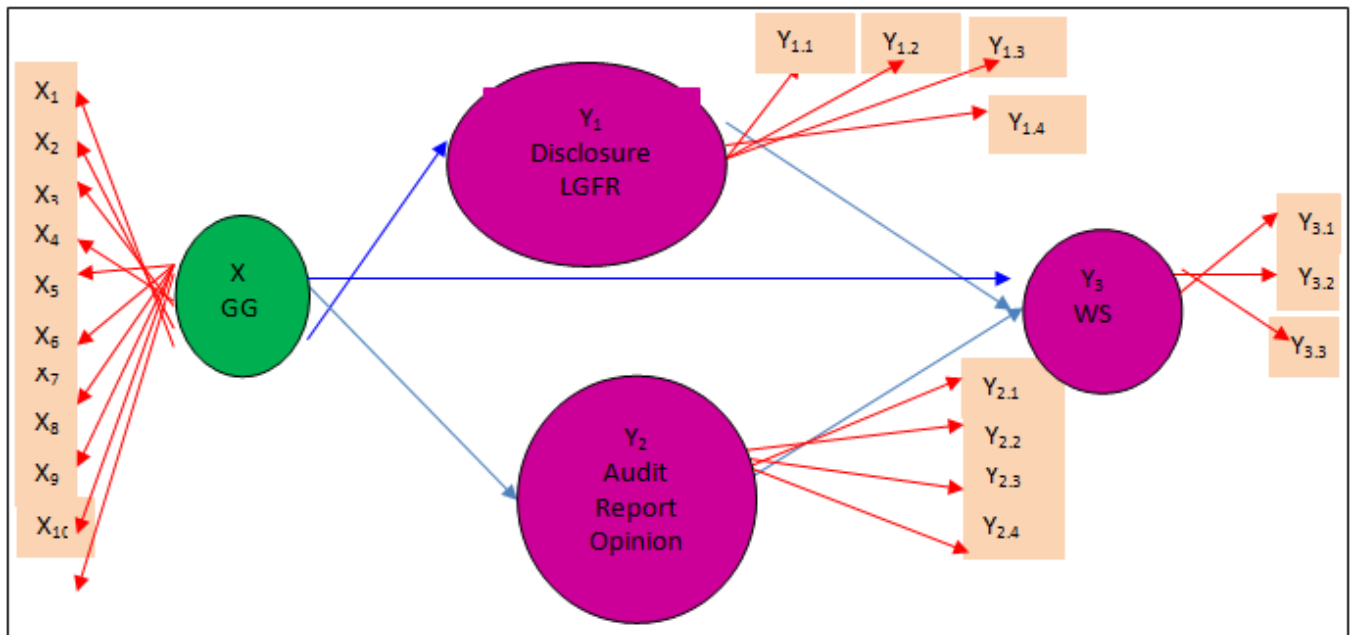 X₁
X₂
X₃
X₄
X₅
X₆
X₇
X₈
X₉
X₁₀
X
GG
Y₁
Disclosure
LGFR
Y₁.₁
Y₁.₂
Y₁.₃
Y₁.₄
Y₂
Audit
Report
Opinion
Y₂.₁
Y₂.₂
Y₂.₃
Y₂.₄
Y₃
WS
Y₃.₁
Y₃.₂
Y₃.₃